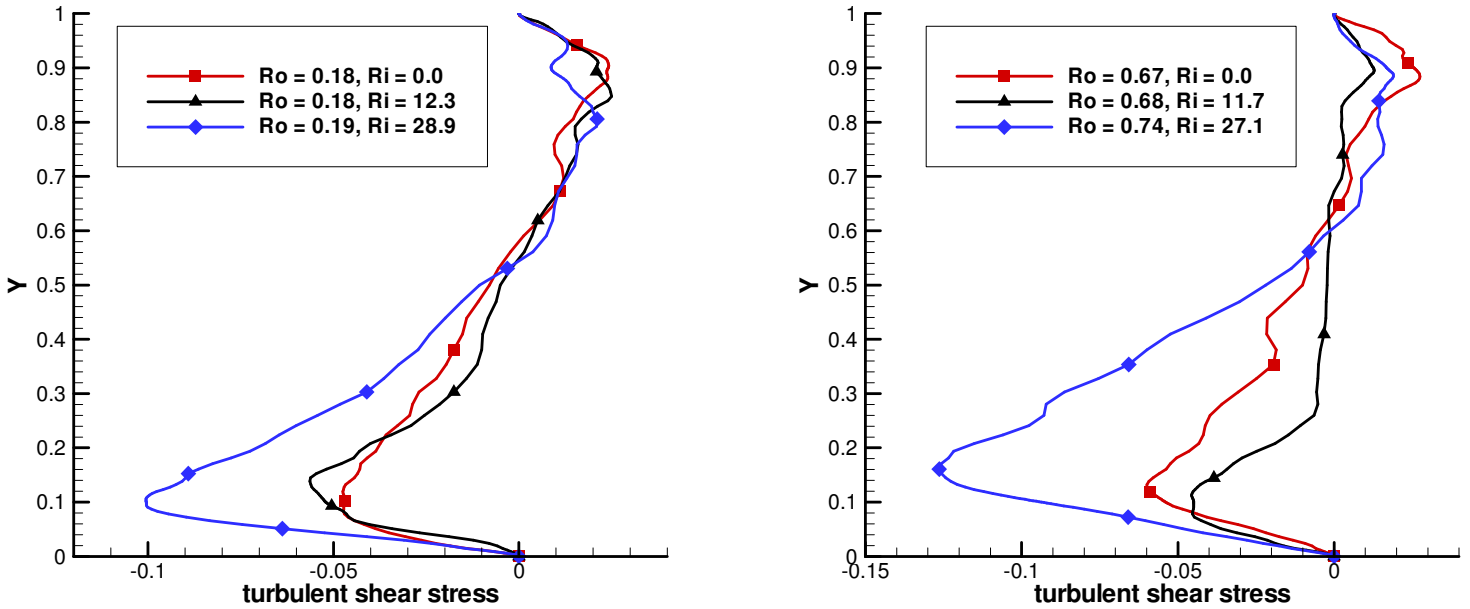 1
0.9
0.8
0.7
0.6
0.5
0.4
0.3
0.2
0.1
0
Y
Ro = 0.18, Ri = 0.0
Ro = 0.18, Ri = 12.3
Ro = 0.19, Ri = 28.9
-0.1 -0.05 0
turbulent shear stress
1
0.9
0.8
0.7
0.6
0.5
0.4
0.3
0.2
0.1
0
Y
Ro = 0.67, Ri = 0.0
Ro = 0.68, Ri = 11.7
Ro = 0.74, Ri = 27.1
-0.15 -0.1 -0.05 0
turbulent shear stress